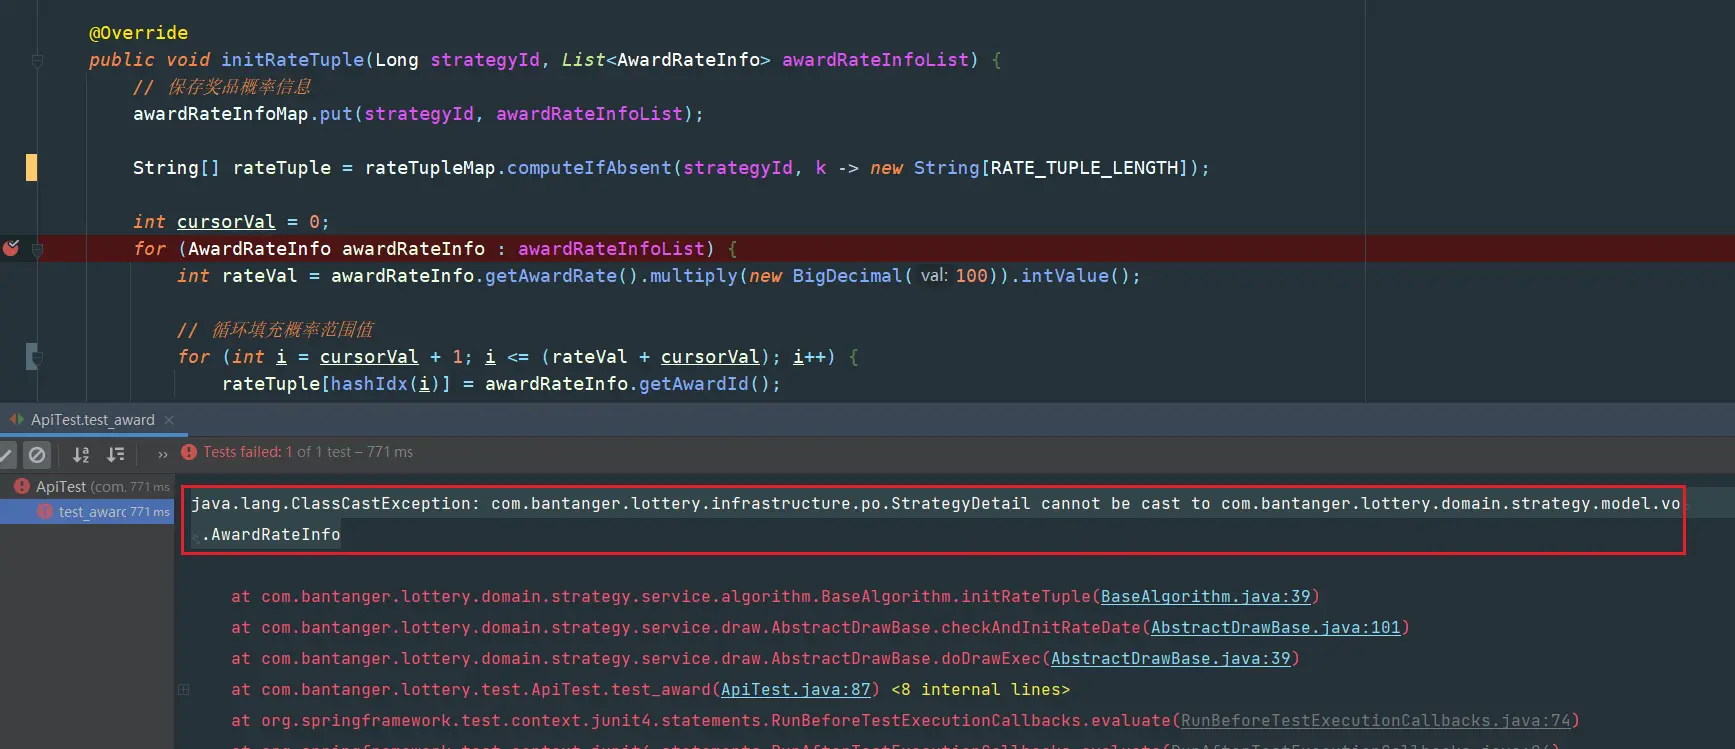 @Override
public void initRateTuple(Long strategyId, List<AwardRateInfo> awardRateInfoList) {
// 保存奖品概率信息
awardRateInfoMap.put(strategyId, awardRateInfoList);
String[] rateTuple = rateTupleMap.computeIfAbsent(strategyId, k -> new String[RATE_TUPLE_LENGTH]);
int cursorVal = 0;
for (AwardRateInfo awardRateInfo : awardRateInfoList) {
int rateVal = awardRateInfo.getAwardRate().multiply(new BigDecimal( val: 100)).intValue();
// 循环填充概率范围值
for (int i = cursorVal + 1; i <= (rateVal + cursorVal); i++) {
rateTuple[hashIdx(i)] = awardRateInfo.getAwardId();
ApiTest.test_award ×
Tests failed: 1 of 1 test – 771 ms
ApiTest (com. 771 ms
test_award 771 ms
java.lang.ClassCastException: com.bantanger.lottery.infrastructure.po.StrategyDetail cannot be cast to com.bantanger.lottery.domain.strategy.model.vo
.AwardRateInfo
at com.bantanger.lottery.domain.strategy.service.algorithm.BaseAlgorithm.initRateTuple(BaseAlgorithm.java:39)
at com.bantanger.lottery.domain.strategy.service.draw.AbstractDrawBase.checkAndInitRateDate(AbstractDrawBase.java:101)
at com.bantanger.lottery.domain.strategy.service.draw.AbstractDrawBase.doDrawExec(AbstractDrawBase.java:39)
at com.bantanger.lottery.test.ApiTest.test_award(ApiTest.java:87) <8 internal lines>
at org.springframework.test.context.junit4.statements.RunBeforeTestExecutionCallbacks.evaluate(RunBeforeTestExecutionCallbacks.java:74)